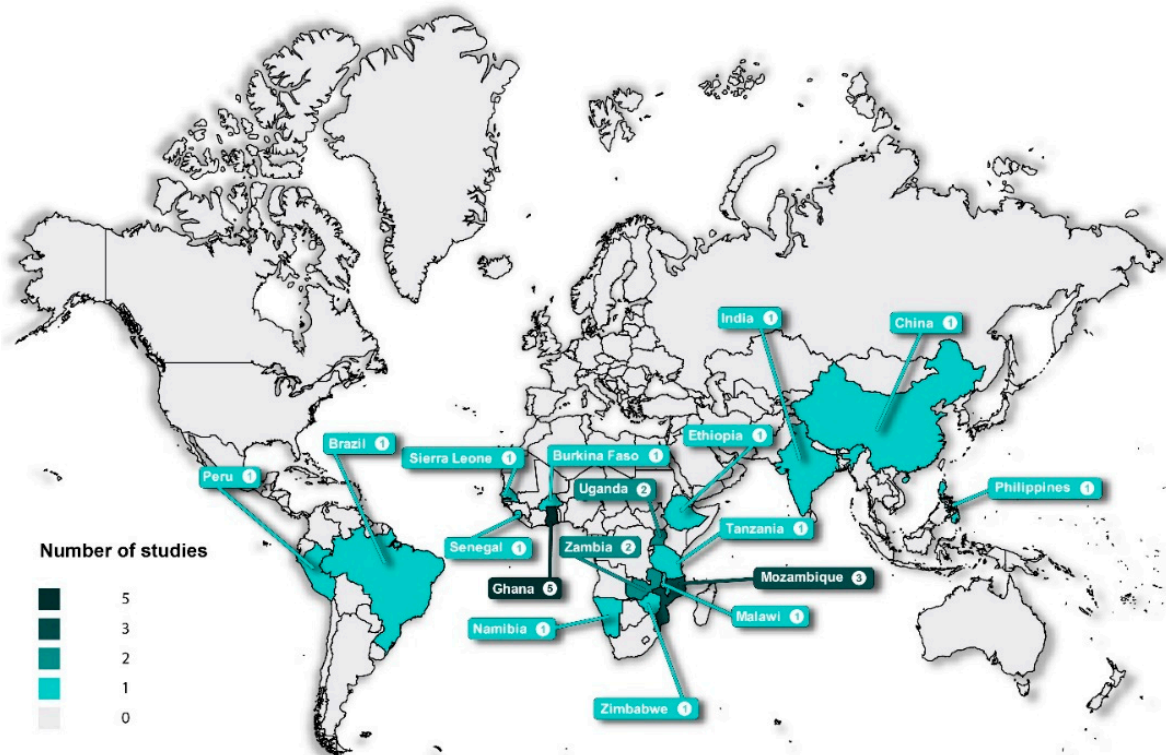 India 1
China 1
Brazil 1
Ethiopia 1
Sierra Leone 1
Burkina Faso 1
Peru 1
Uganda 2
Philippines 1
Tanzania 1
Senegal 1
Zambia 2
Number of studies
Mozambique 3
Ghana 5
5
Malawi 1
Namibia 1
3
2
1
Zimbabwe 1
0